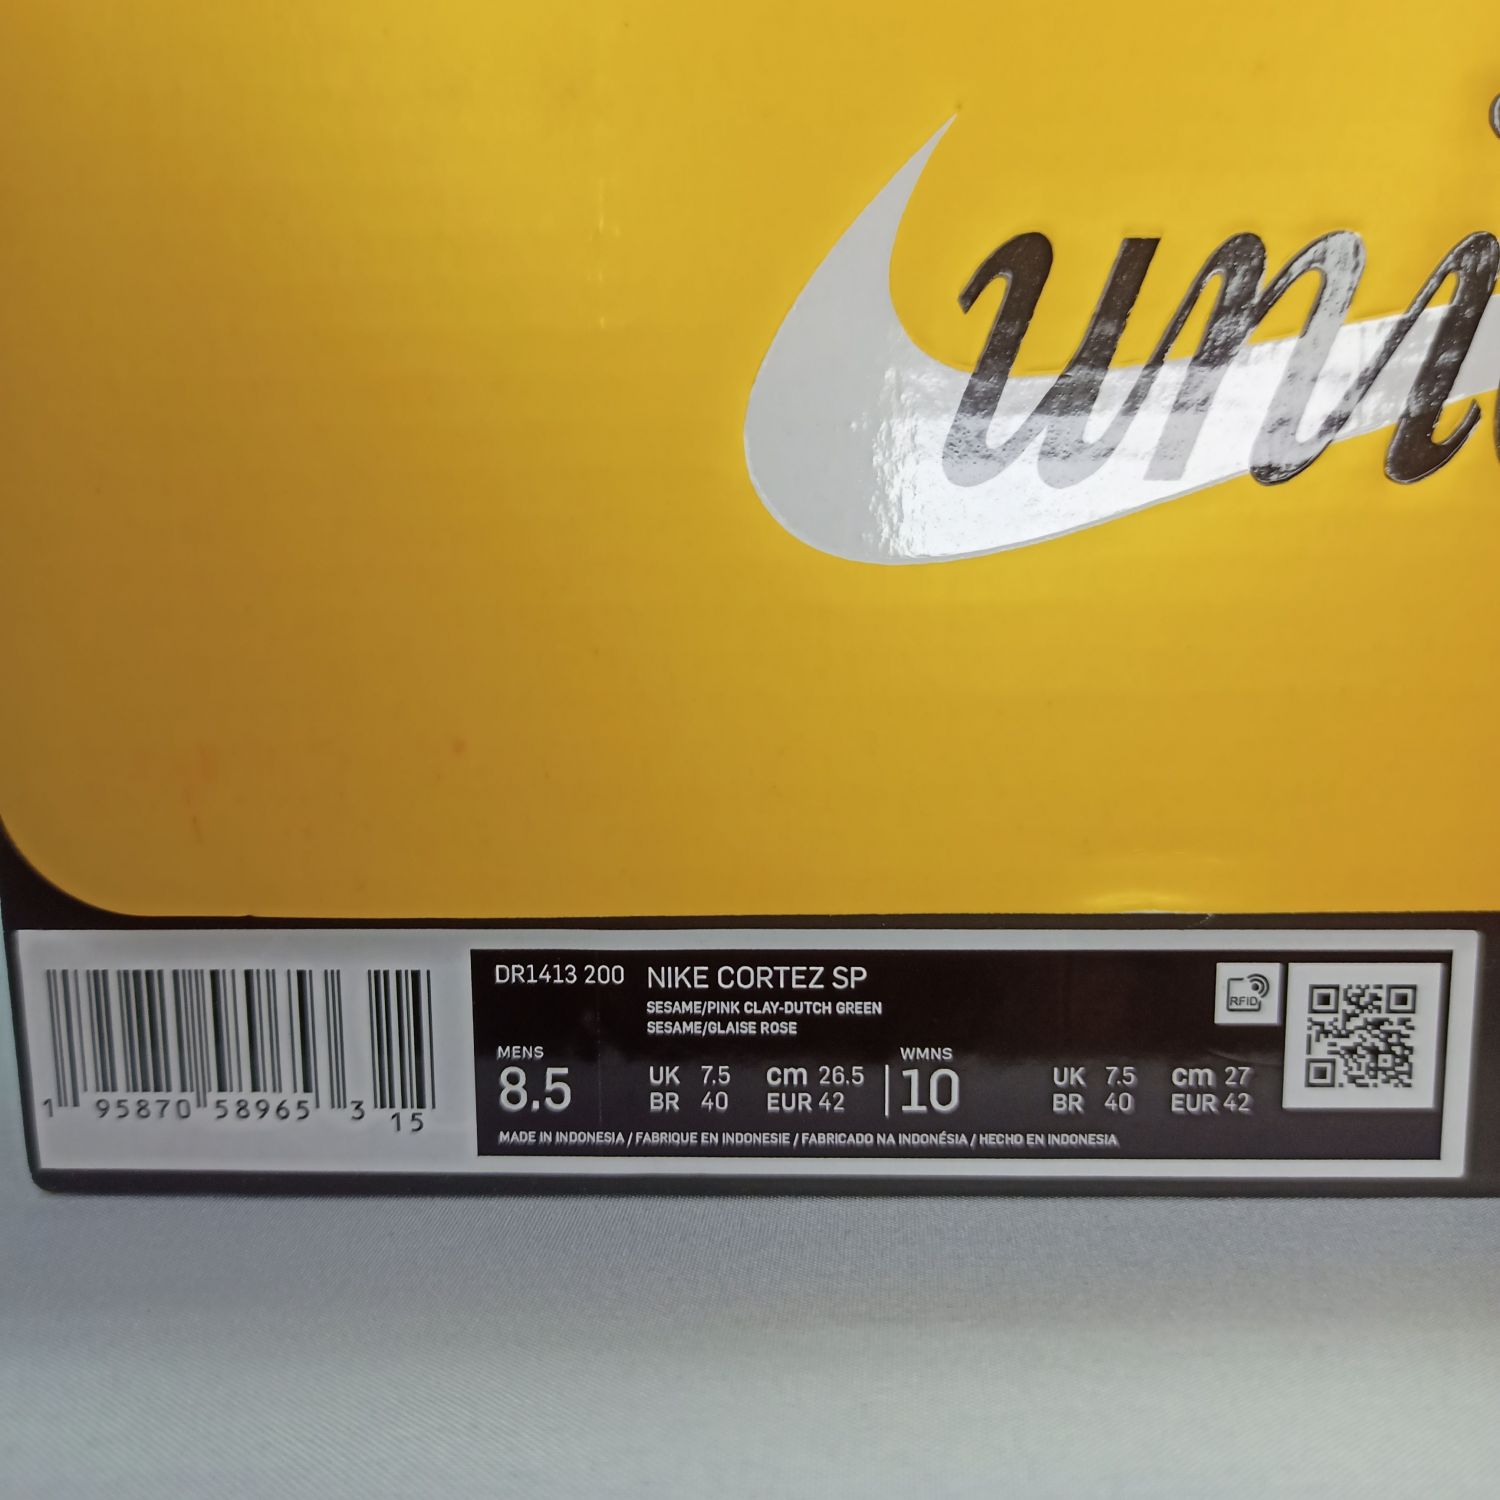 DR1413 200 NIKE CORTEZ SP
SESAME/PINK CLAY-DUTCH GREEN
SESAME/GLAISE ROSE
MENS
8.5
UK 7.5 cm 26.5
BR 40 EUR 42
WMNS
10
UK 7.5 cm 27
BR 40 EUR 42
MADE IN INDONESIA / FABRIQUE EN INDONESIE / FABRICADO NA INDONÉSIA / HECHO EN INDONESIA
RFID
1 95870 58965 3 15